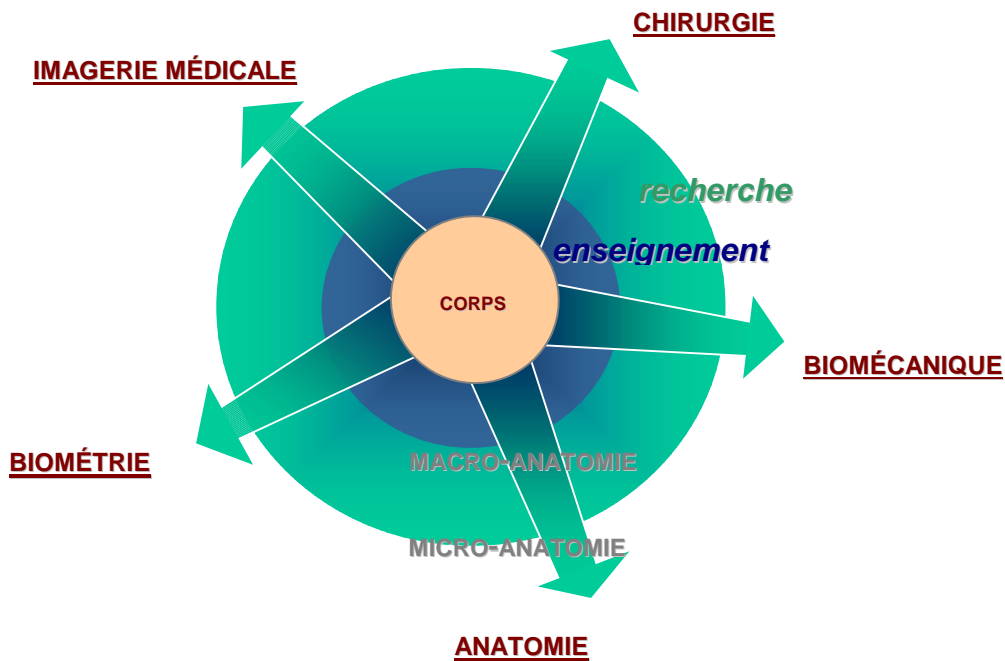 CHIRURGIE
IMAGERIE MÉDICALE
recherche
enseignement
CORPS
BIOMÉCANIQUE
BIOMÉTRIE
MACRO-ANATOMIE
MICRO-ANATOMIE
ANATOMIE